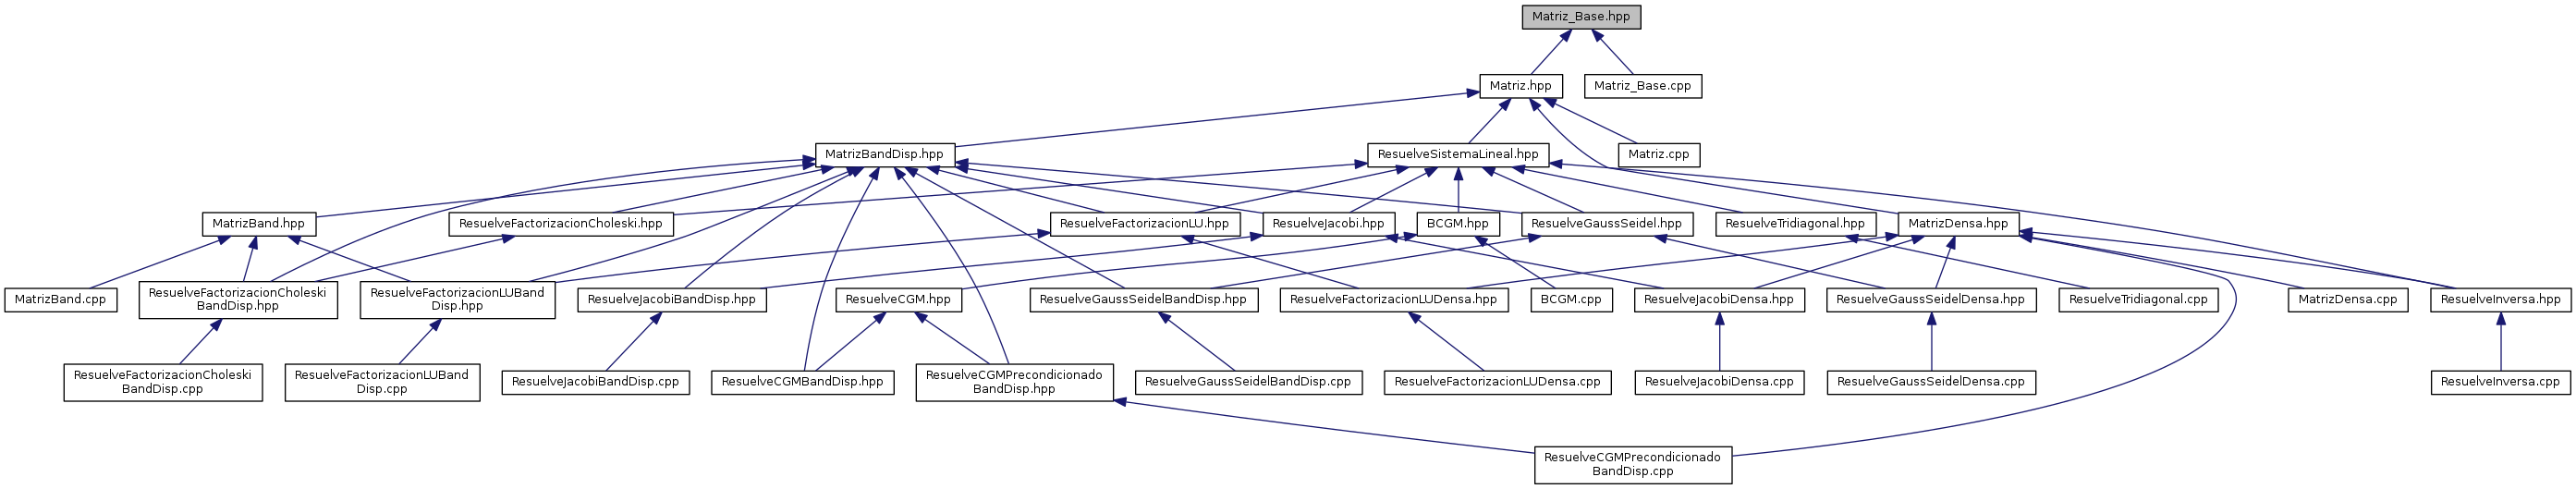 Matriz_Base.hpp
Matriz.hpp
Matriz_Base.cpp
MatrizBandDisp.hpp
ResuelveSistemaLineal.hpp
Matriz.cpp
MatrizBand.hpp
ResuelveFactorizacionCholeski.hpp
ResuelveFactorizacionLU.hpp
ResuelveJacobi.hpp
BCGM.hpp
ResuelveGaussSeidel.hpp
ResuelveTridiagonal.hpp
MatrizDensa.hpp
MatrizBand.cpp
ResuelveFactorizacionCholeski
BandDisp.hpp
ResuelveFactorizacionLUBand
Disp.hpp
ResuelveJacobiBandDisp.hpp
ResuelveCGM.hpp
ResuelveGaussSeidelBandDisp.hpp
ResuelveFactorizacionLUDensa.hpp
BCGM.cpp
ResuelveJacobiDensa.hpp
ResuelveGaussSeidelDensa.hpp
ResuelveTridiagonal.cpp
MatrizDensa.cpp
ResuelveInversa.hpp
ResuelveFactorizacionCholeski
BandDisp.cpp
ResuelveFactorizacionLUBand
Disp.cpp
ResuelveJacobiBandDisp.cpp
ResuelveCGMBandDisp.hpp
ResuelveCGMPrecondicionado
BandDisp.hpp
ResuelveGaussSeidelBandDisp.cpp
ResuelveFactorizacionLUDensa.cpp
ResuelveJacobiDensa.cpp
ResuelveGaussSeidelDensa.cpp
ResuelveInversa.cpp
ResuelveCGMPrecondicionado
BandDisp.cpp